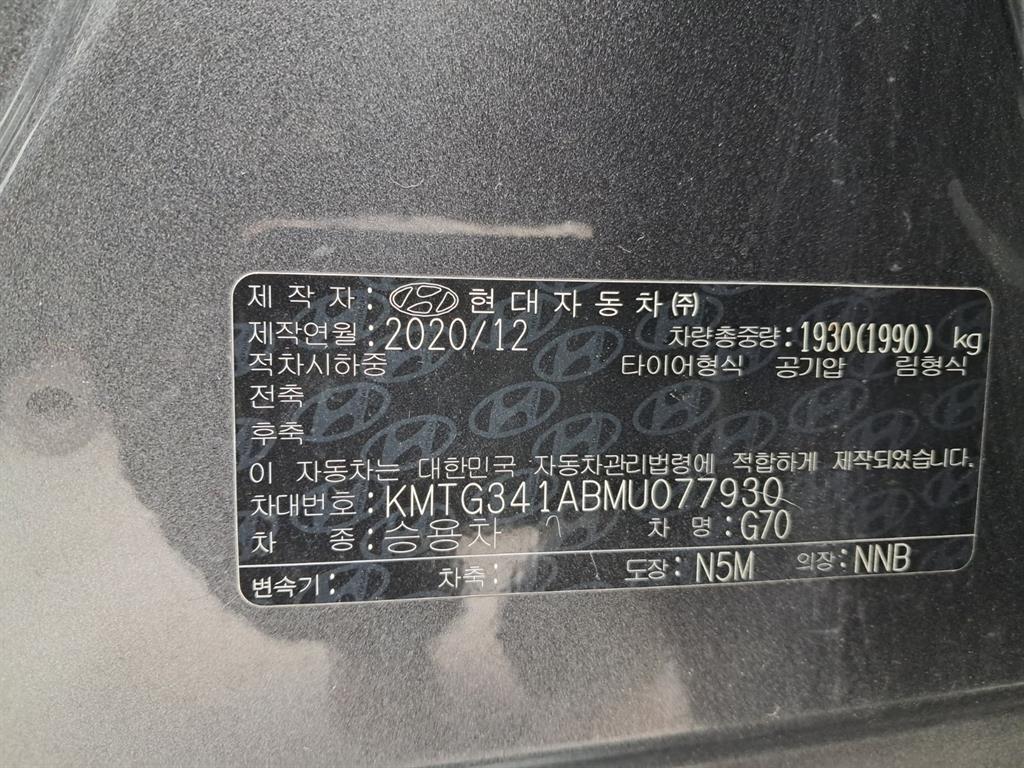 제 작 자 : 현대자동차㈜
제작연월 : 2020/12 차량총중량 : 1930(1990) kg
적차시하중 타이어형식 공기압 림형식
전축
후축
이 자동차는 대한민국 자동차관리법령에 적합하게 제작되었습니다.
차대번호 : KMTG341ABMU077930
차 종 : 승용차 차 명 : G70
변속기 : 차축 : 도장 : N5M 의장 : NNB